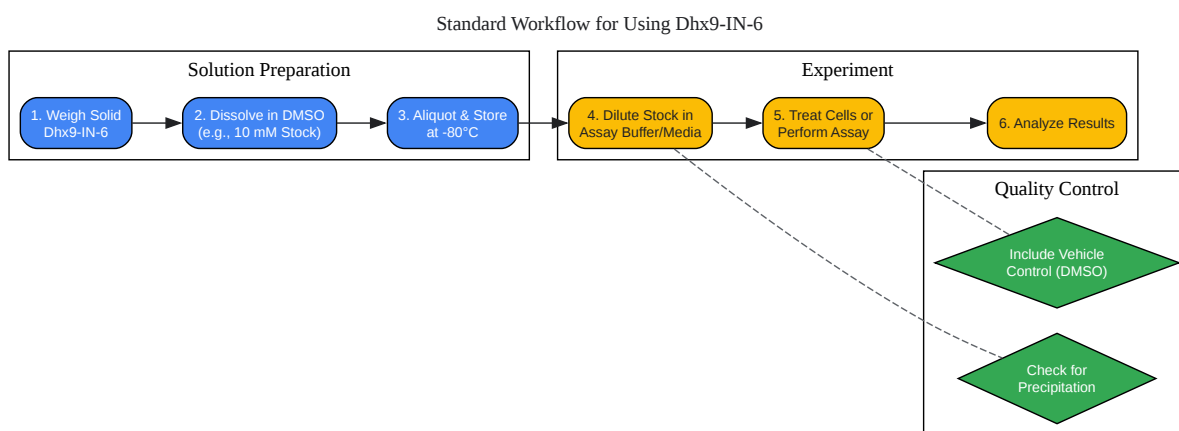 Standard Workflow for Using Dhx9-IN-6
Solution Preparation
1. Weigh Solid
Dhx9-IN-6
2. Dissolve in DMSO
(e.g., 10 mM Stock)
3. Aliquot & Store
at -80°C
Experiment
4. Dilute Stock in
Assay Buffer/Media
5. Treat Cells or
Perform Assay
6. Analyze Results
Quality Control
Include Vehicle
Control (DMSO)
Check for
Precipitation